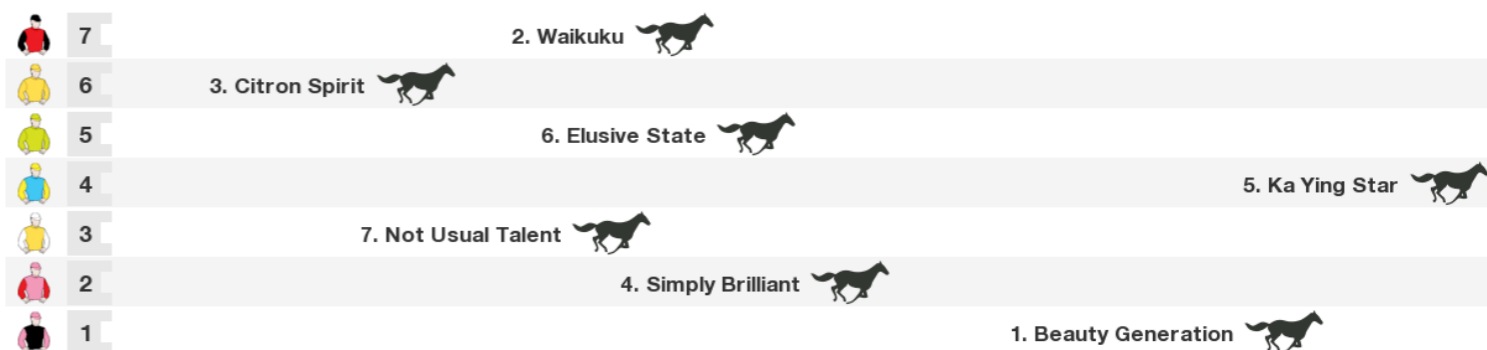 7 2. Waikuku
6 3. Citron Spirit
5 6. Elusive State
4 5. Ka Ying Star
3 7. Not Usual Talent
2 4. Simply Brilliant
1 1. Beauty Generation